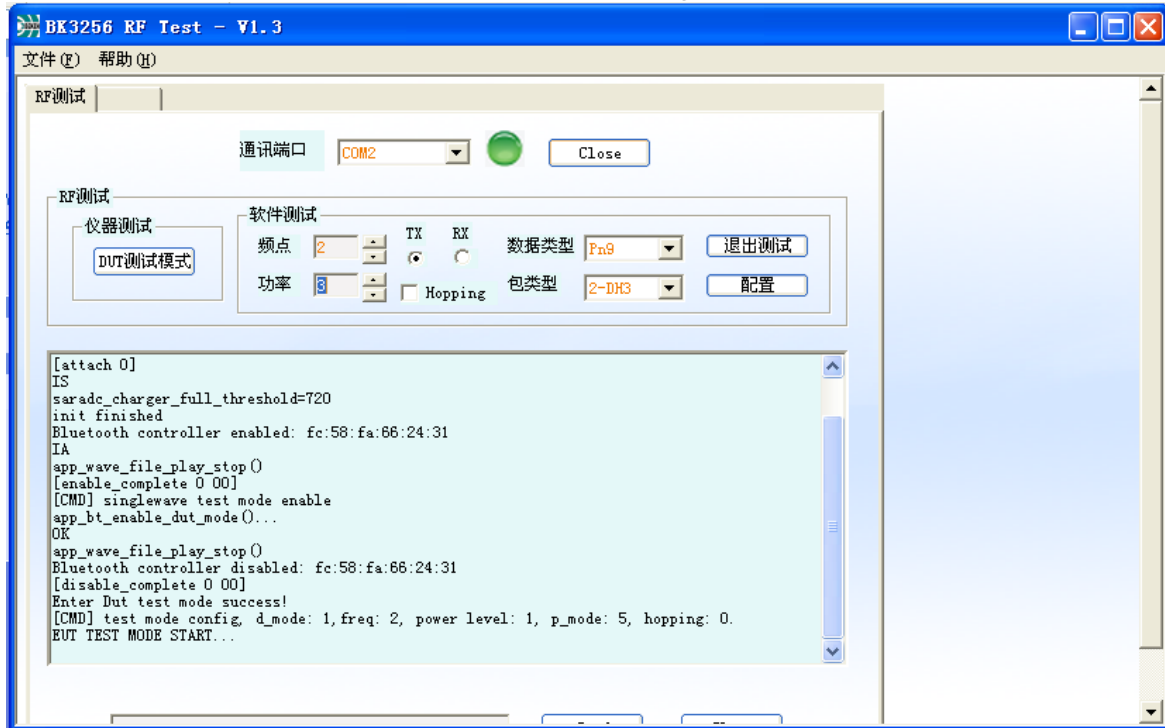 BK3256 RF Test - V1.3
文件(F) 帮助(H)
RF测试
通讯端口 COM2 Close
RF测试
仪器测试 软件测试
DUT测试模式
频点 2 TX RX 数据类型 Pn9 退出测试
功率 3 Hopping 包类型 2-DH3 配置
[attach 0]
IS
saradc_charger_full_threshold=720
init finished
Bluetooth controller enabled: fc:58:fa:66:24:31
IA
app_wave_file_play_stop()
[enable_complete 0 00]
[CMD] singlewave test mode enable
app_bt_enable_dut_mode()...
OK
app_wave_file_play_stop()
Bluetooth controller disabled: fc:58:fa:66:24:31
[disable_complete 0 00]
Enter Dut test mode success!
[CMD] test mode config, d_mode: 1,freq: 2, power level: 1, p_mode: 5, hopping: 0.
EUT TEST MODE START...